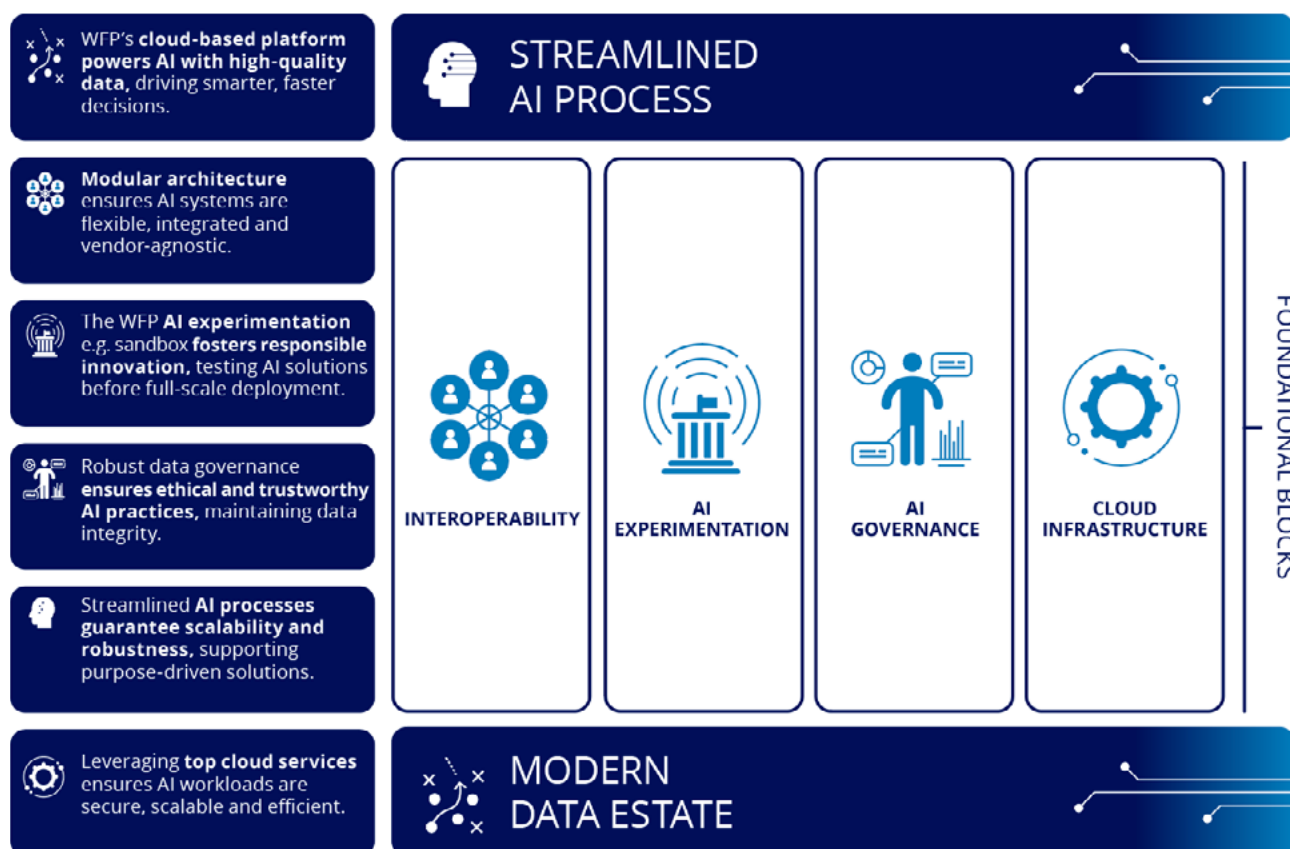 WFP's cloud-based platform
powers AI with high-quality
data, driving smarter, faster
decisions.
Modular architecture
ensures AI systems are
flexible, integrated and
vendor-agnostic.
The WFP AI experimentation
e.g. sandbox fosters responsible
innovation, testing AI solutions
before full-scale deployment.
Robust data governance
ensures ethical and trustworthy
AI practices, maintaining data
integrity.
Streamlined AI processes
guarantee scalability and
robustness, supporting
purpose-driven solutions.
Leveraging top cloud services
ensures AI workloads are
secure, scalable and efficient.
STREAMLINED
AI PROCESS
INTEROPERABILITY
AI
EXPERIMENTATION
AI
GOVERNANCE
CLOUD
INFRASTRUCTURE
FOUNDATIONAL BLOCKS
MODERN
DATA ESTATE